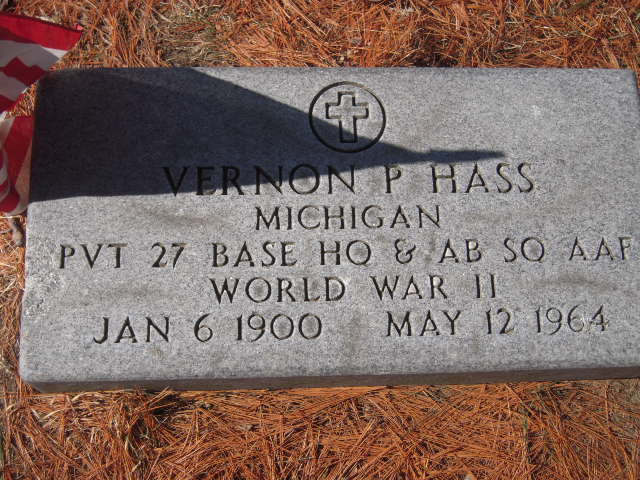 VERNON P HASS
MICHIGAN
PVT 27 BASE HQ & AB SQ AAF
WORLD WAR II
JAN 6 1900 MAY 12 1964